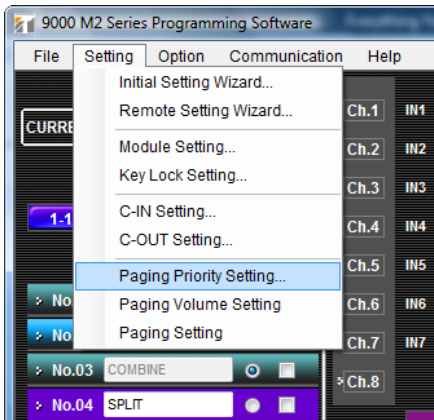 9000 M2 Series Programming Software
File Setting Option Communication Help
Initial Setting Wizard...
Remote Setting Wizard...
Module Setting...
Key Lock Setting...
C-IN Setting...
C-OUT Setting...
Paging Priority Setting...
Paging Volume Setting
Paging Setting
CURRE
1-1
No
No
No.03 COMBINE
No.04 SPLIT
Ch.1 IN1
Ch.2 IN2
Ch.3 IN3
Ch.4 IN4
Ch.5 IN5
Ch.6 IN6
Ch.7 IN7
Ch.8